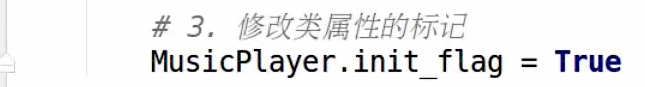 # 3. 修改类属性的标记
MusicPlayer.init_flag = True